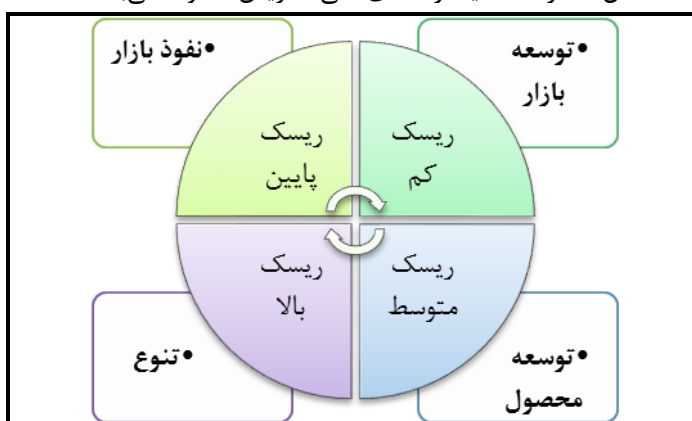 •توسعه
بازار
•نفوذ بازار
ریسک
کم
ریسک
پایین
ریسک
متوسط
ریسک
بالا
•توسعه
محصول
•تنوع